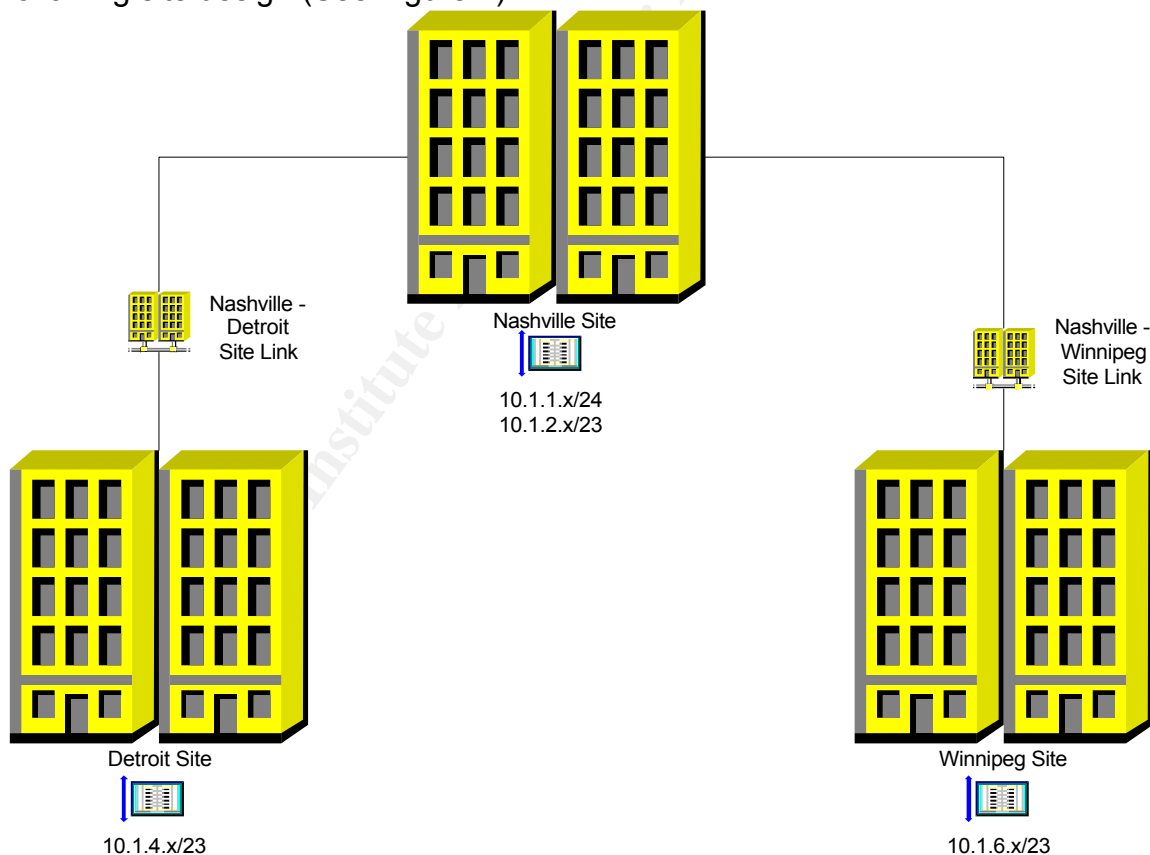 Nashville -
Detroit
Site Link
Nashville Site
10.1.1.x/24
10.1.2.x/23
Nashville -
Winnipeg
Site Link
Detroit Site
10.1.4.x/23
Winnipeg Site
10.1.6.x/23
Institute